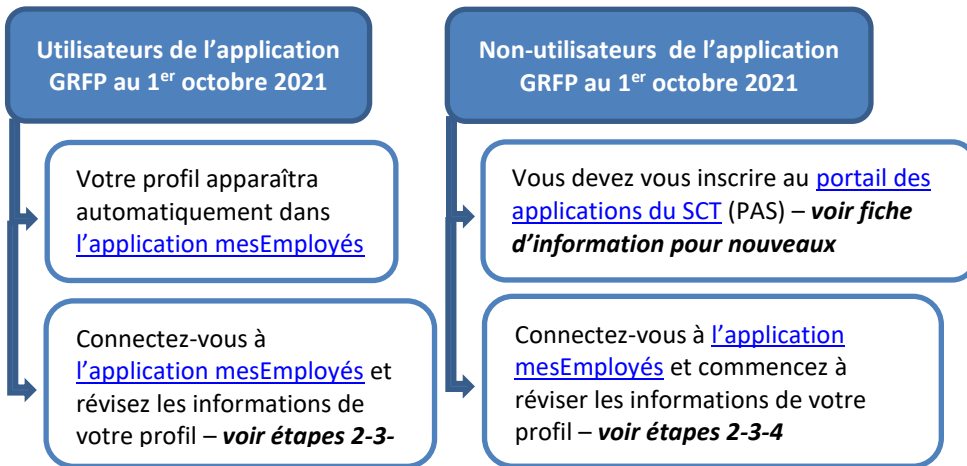 Utilisateurs de l’application
GRFP au 1er octobre 2021
Votre profil apparaîtra
automatiquement dans
l’application mesEmployés
Connectez-vous à
l’application mesEmployés et
révisez les informations de
votre profil – voir étapes 2-3-
Non-utilisateurs de l’application
GRFP au 1er octobre 2021
Vous devez vous inscrire au portail des
applications du SCT (PAS) – voir fiche
d’information pour nouveaux
Connectez-vous à l’application
mesEmployés et commencez à
réviser les informations de votre
profil – voir étapes 2-3-4